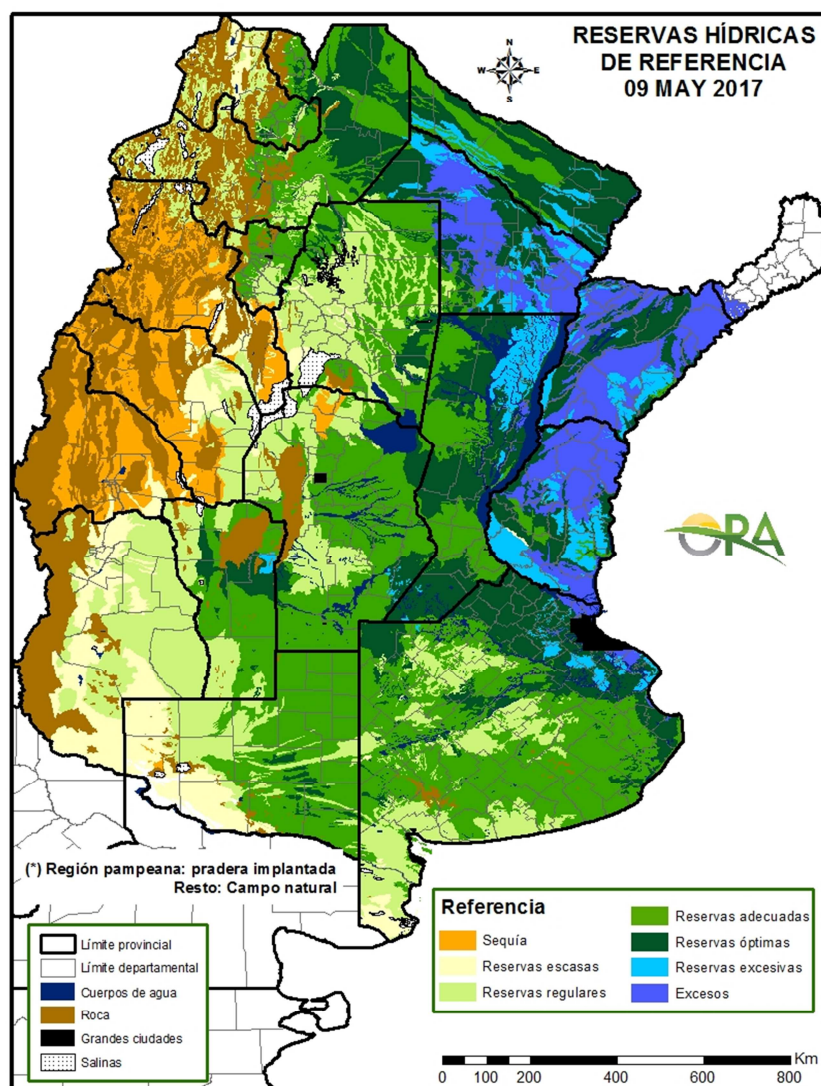 RESERVAS HÍDRICAS
DE REFERENCIA
09 MAY 2017
N
W E
S
OPA
(*) Región pampeana: pradera implantada
Resto: Campo natural
Límite provincial
Límite departamental
Cuerpos de agua
Roca
Grandes ciudades
Salinas
Referencia
Sequía
Reservas escasas
Reservas regulares
Reservas adecuadas
Reservas óptimas
Reservas excesivas
Excesos
Km
0 100 200 400 600 800